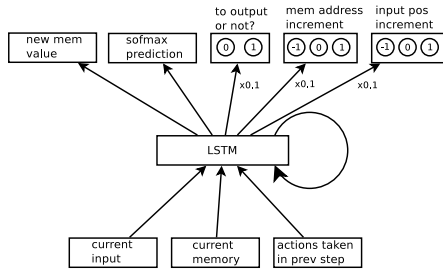 to output
or not?
mem address
increment
input pos
increment
new mem
value
sofmax
prediction
0 1
-1 0 1
-1 0 1
x0,1
x0,1
x0,1
LSTM
current
input
current
memory
actions taken
in prev step